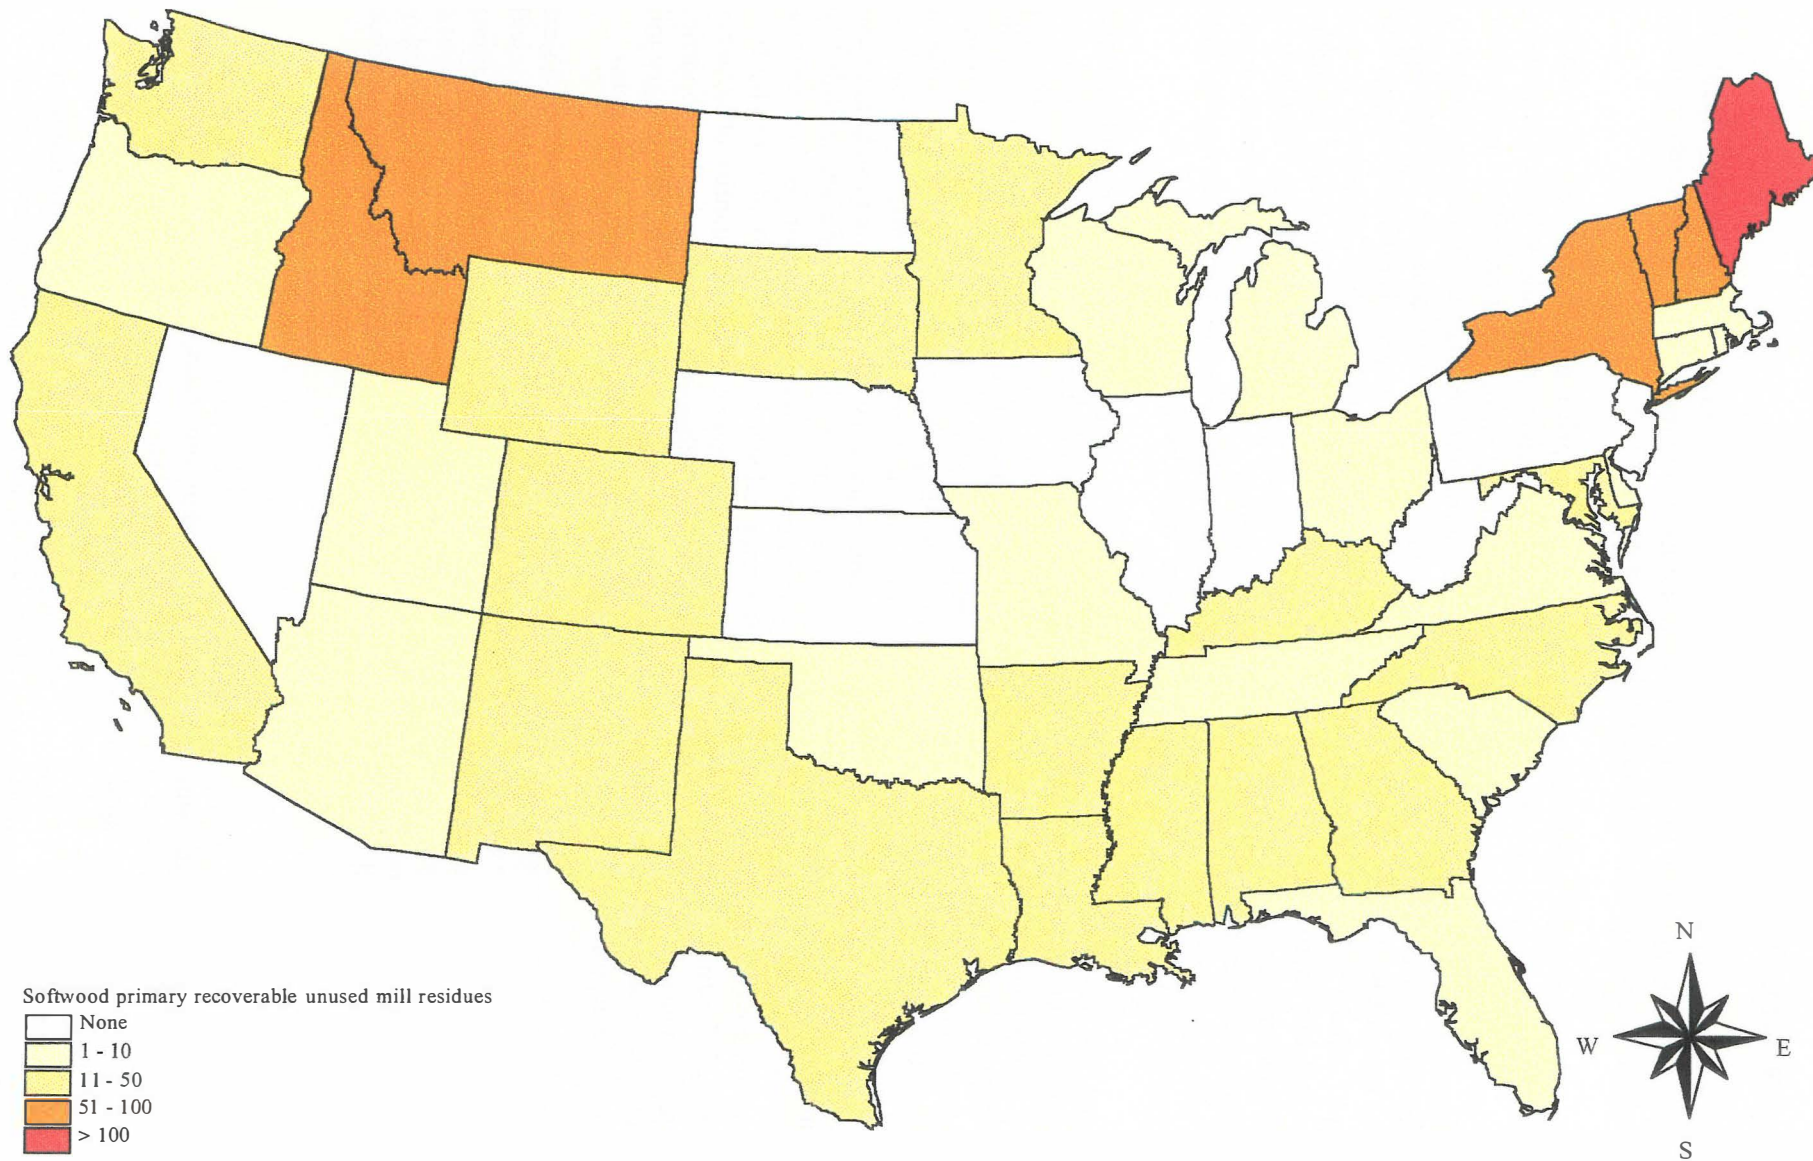 Softwood primary recoverable unused mill residues
None
1 - 10
11 - 50
51 - 100
> 100
N
W
E
S